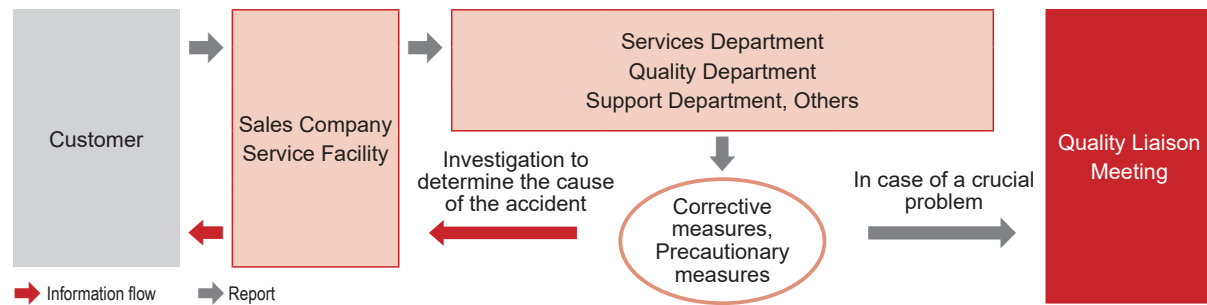 Customer
Sales Company
Service Facility
Services Department
Quality Department
Support Department, Others
Investigation to
determine the cause
of the accident
Corrective
measures,
Precautionary
measures
In case of a crucial
problem
Quality Liaison
Meeting
Information flow
Report